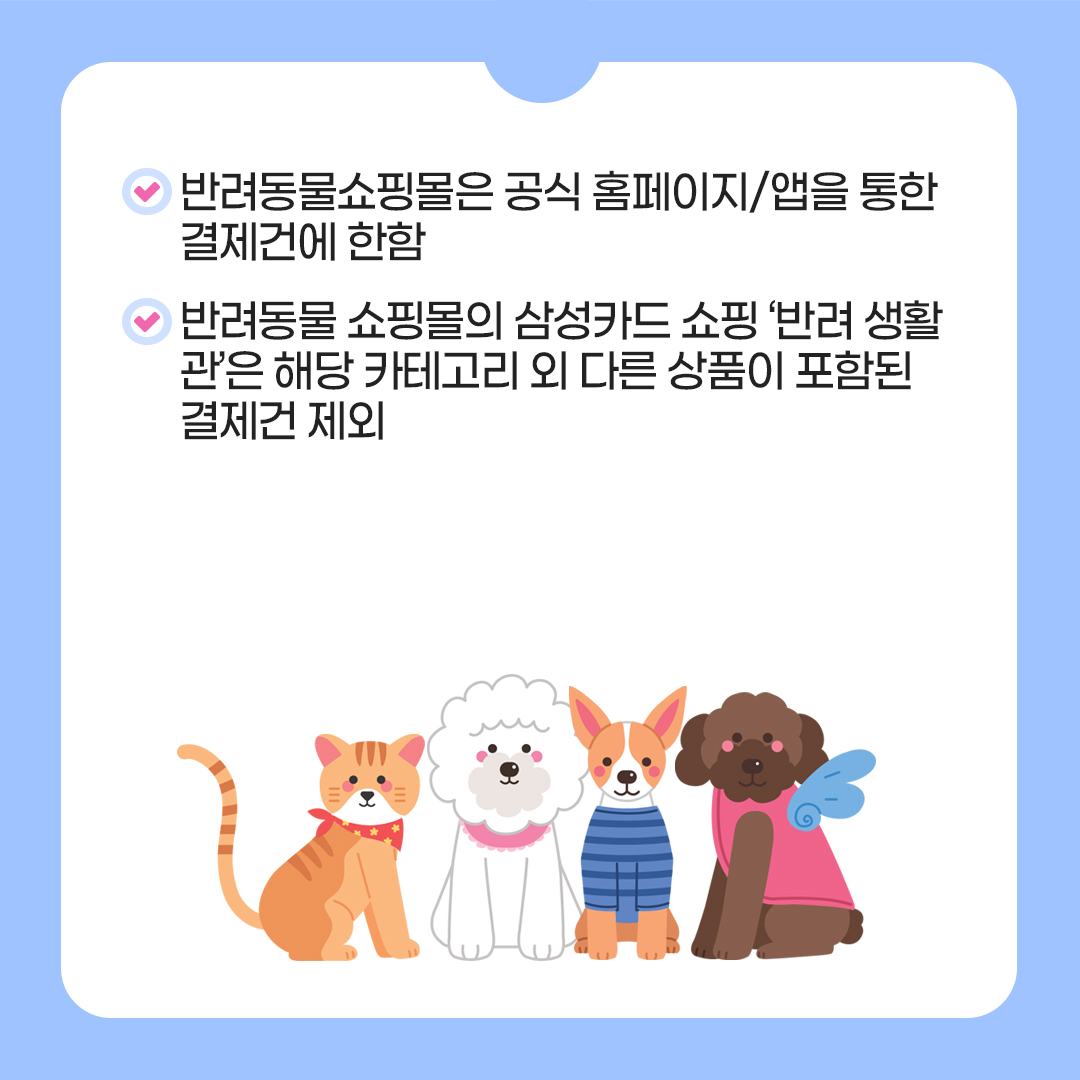 반려동물쇼핑몰은 공식 홈페이지/앱을 통한
결제건에 한함
반려동물 쇼핑몰의 삼성카드 쇼핑 ‘반려 생활
관’은 해당 카테고리 외 다른 상품이 포함된
결제건 제외